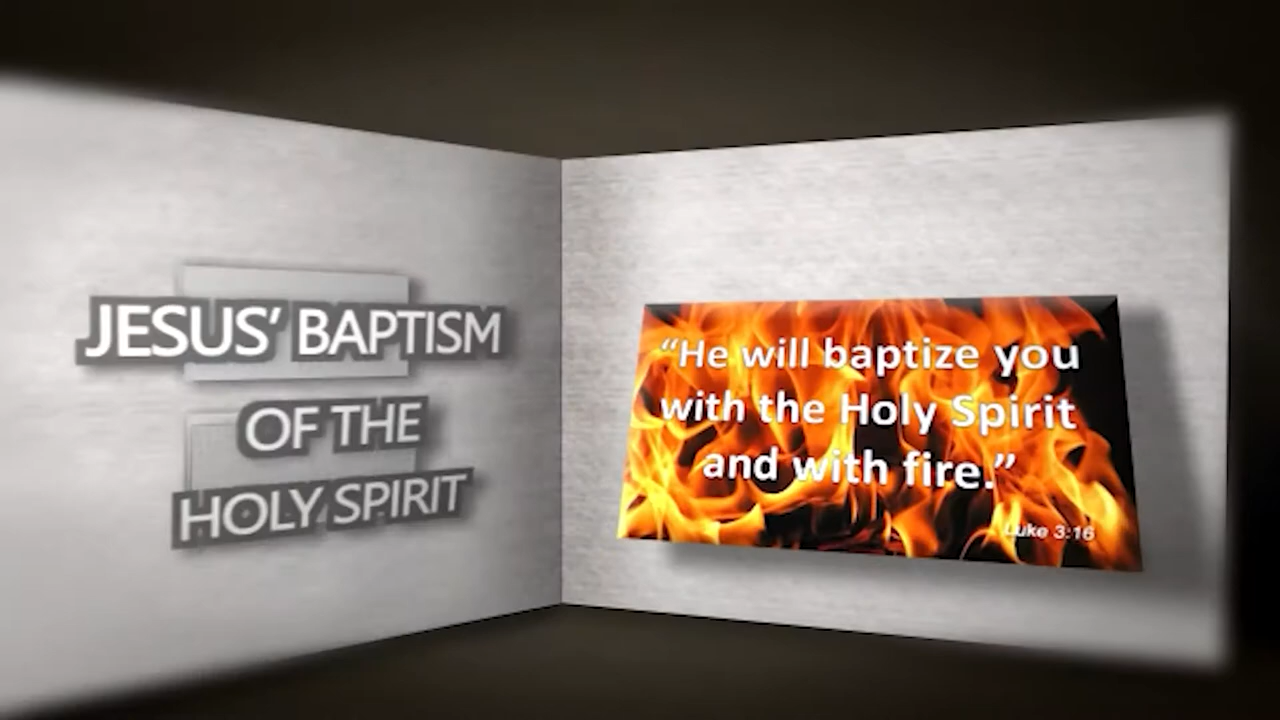 JESUS’ BAPTISM
OF THE
HOLY SPIRIT
“He will baptize you
with the Holy Spirit
and with fire.”
Luke 3:16